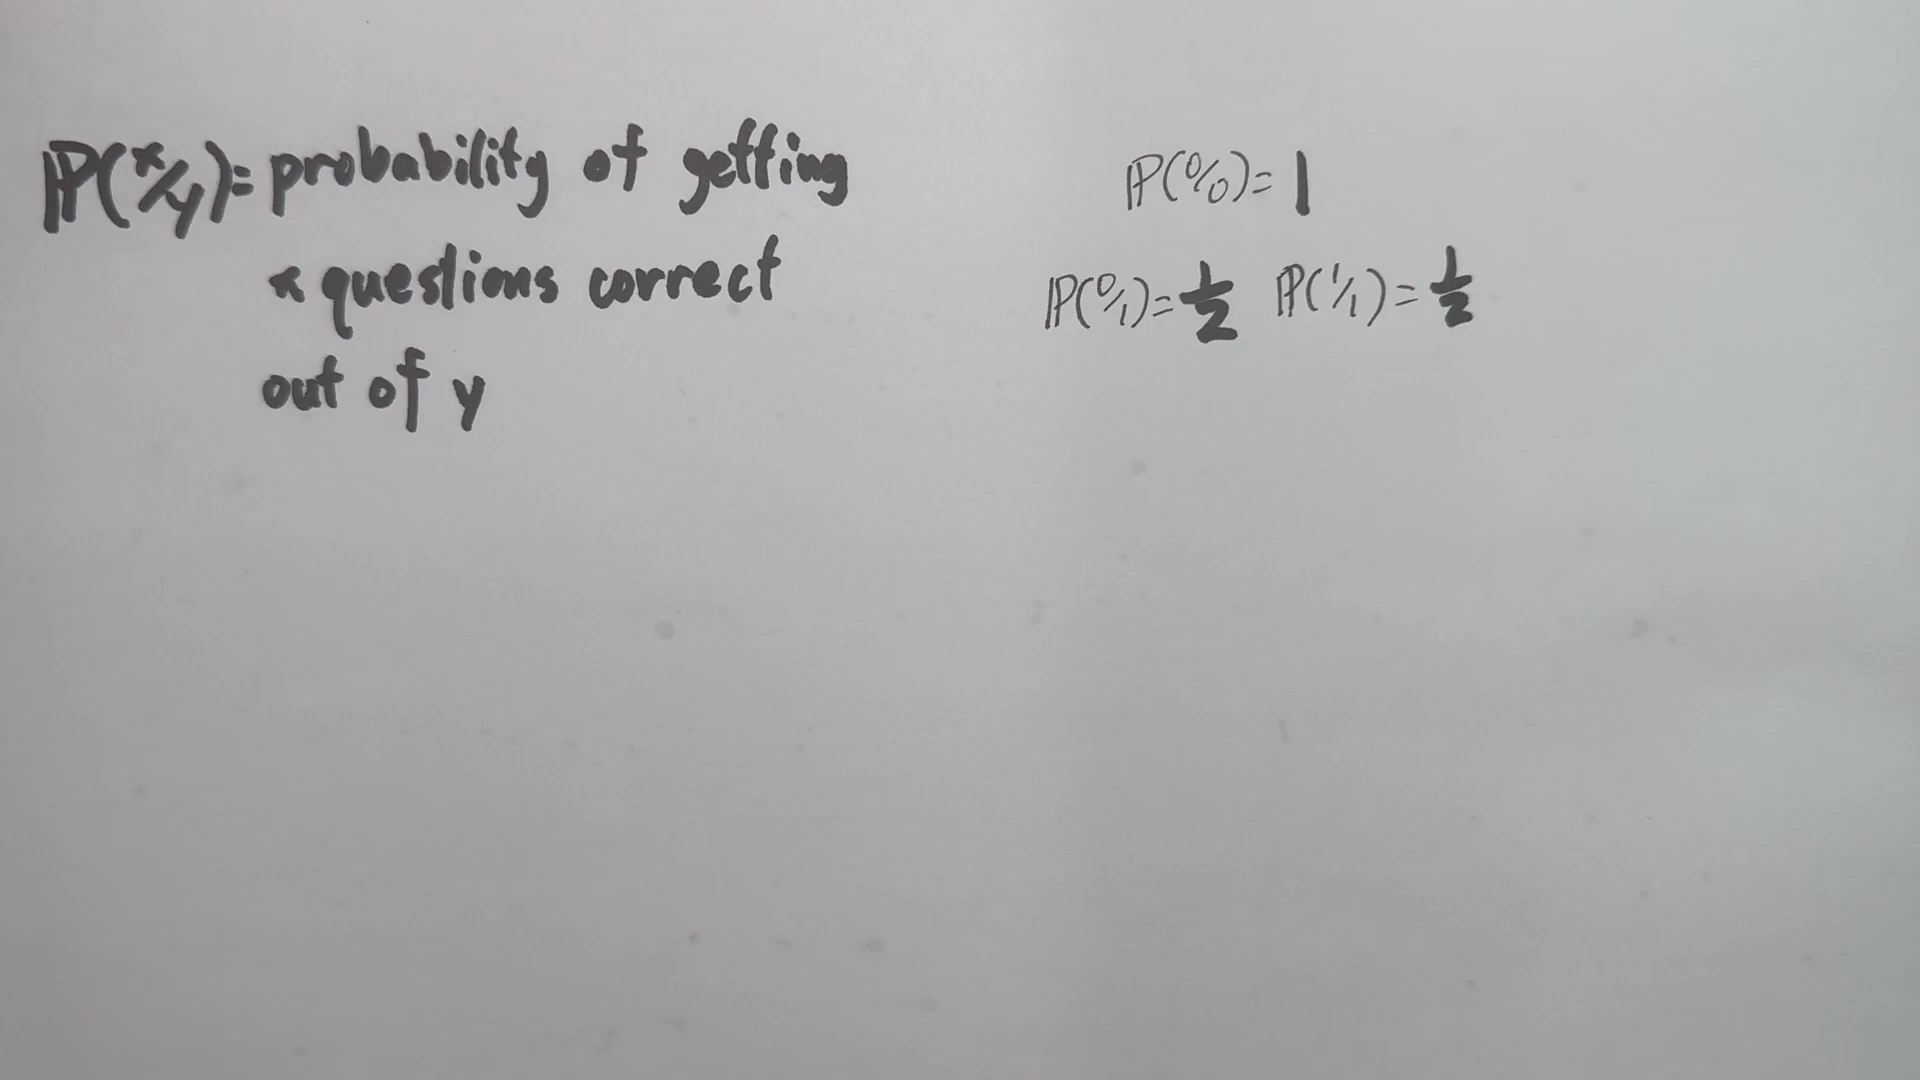 ℙ(x/y)= probability of getting
x questions correct
out of y
ℙ(0/0)= 1
ℙ(0/1)= 1/2 ℙ(1/1)= 1/2